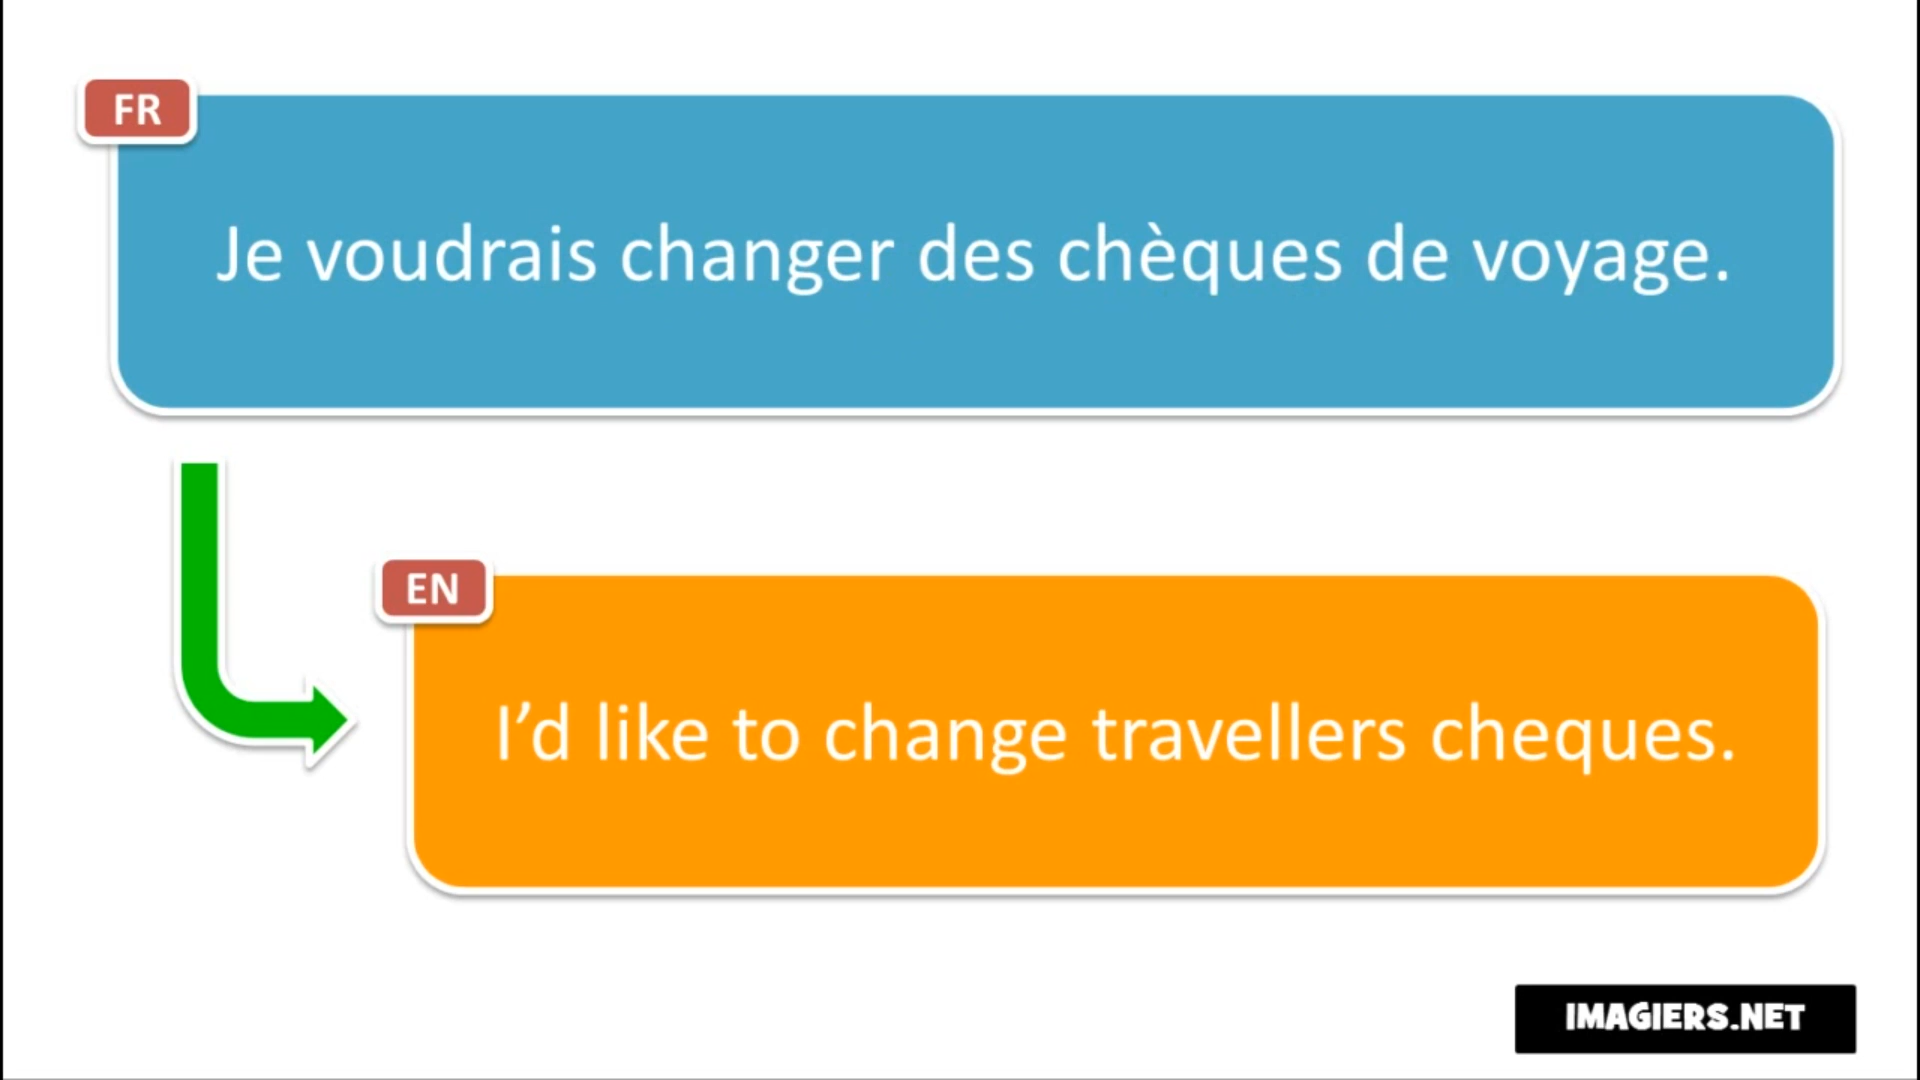 FR
Je voudrais changer des chèques de voyage.
EN
I’d like to change travellers cheques.
IMAGIERS.NET